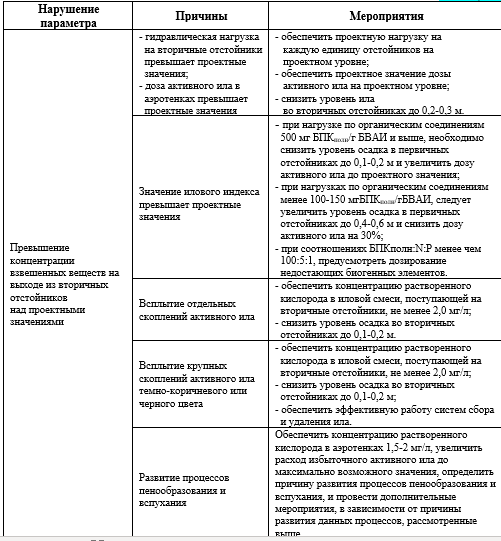 Нарушение
параметра
Причины
Мероприятия
Превышение
концентрации
взвешенных веществ на
выходе из вторичных
отстойников
над проектными
значениями
- гидравлическая нагрузка
на вторичные отстойники
превышает проектные
значения;
- доза активного ила в
аэротенках превышает
проектные значения
- обеспечить проектную нагрузку на
каждую единицу отстойников на
проектном уровне;
- обеспечить проектное значение дозы
активного ила на проектном уровне;
- снизить уровень ила
во вторичных отстойниках до 0,2-0,3 м.
Значение илового индекса
превышает проектные
значения
- при нагрузке по органическим соединениям
500 мг БПКполн/г БВАИ и выше, необходимо
снизить уровень осадка в первичных
отстойниках до 0,1-0,2 м и увеличить дозу
активного ила до проектного значения;
- при нагрузках по органическим соединениям
менее 100-150 мгБПКполн/гБВАИ, следует
увеличить уровень осадка в первичных
отстойниках до 0,4-0,6 м и снизить дозу
активного ила на 30%;
- при соотношениях БПКполн:N:P менее чем
100:5:1, предусмотреть дозирование
недостающих биогенных элементов.
Всплытие отдельных
скоплений активного ила
- обеспечить концентрацию растворенного
кислорода в иловой смеси, поступающей на
вторичные отстойники, не менее 2,0 мг/л;
- снизить уровень осадка во вторичных
отстойниках до 0,1-0,2 м.
Всплытие крупных
скоплений активного ила
темно-коричневого или
черного цвета
- обеспечить концентрацию растворенного
кислорода в иловой смеси, поступающей на
вторичные отстойники, не менее 2,0 мг/л;
- снизить уровень осадка во вторичных
отстойниках до 0,1-0,2 м;
- обеспечить эффективную работу систем сбора
и удаления ила.
Развитие процессов
пенообразования и
вспухания
Обеспечить концентрацию растворенного
кислорода в аэротенках 1,5-2 мг/л, увеличить
расход избыточного активного ила до
максимально возможного значения, определить
причину развития процессов пенообразования и
вспухания, и провести дополнительные
мероприятия, в зависимости от причины
развития данных процессов, рассмотренные
выше